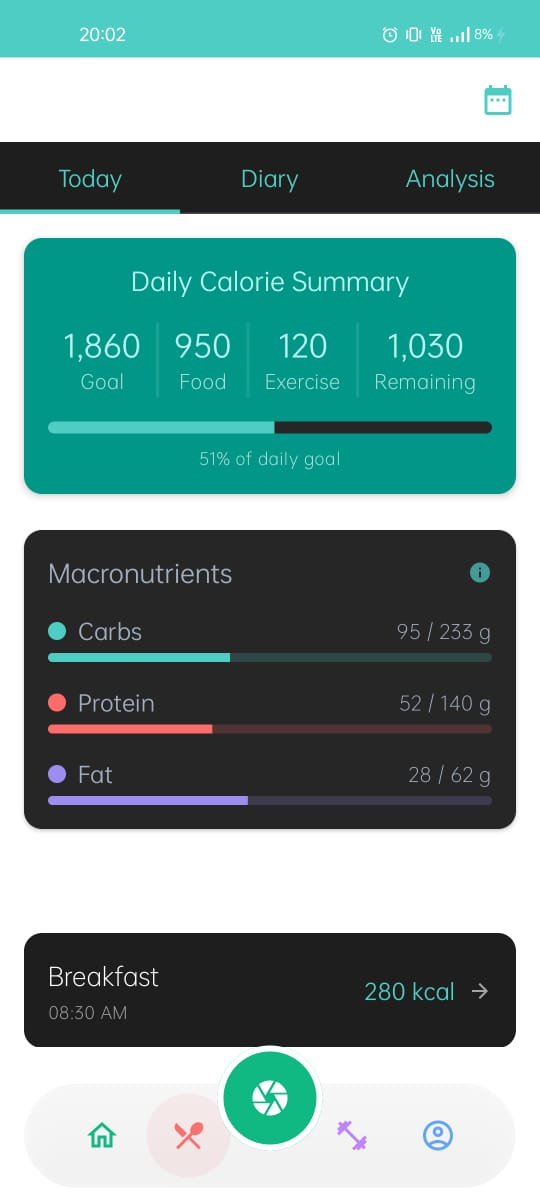 20:02
Vo LTE 8%
Today Diary Analysis
Daily Calorie Summary
1,860 950 120 1,030
Goal Food Exercise Remaining
51% of daily goal
Macronutrients
Carbs 95 / 233 g
Protein 52 / 140 g
Fat 28 / 62 g
Breakfast
280 kcal
08:30 AM